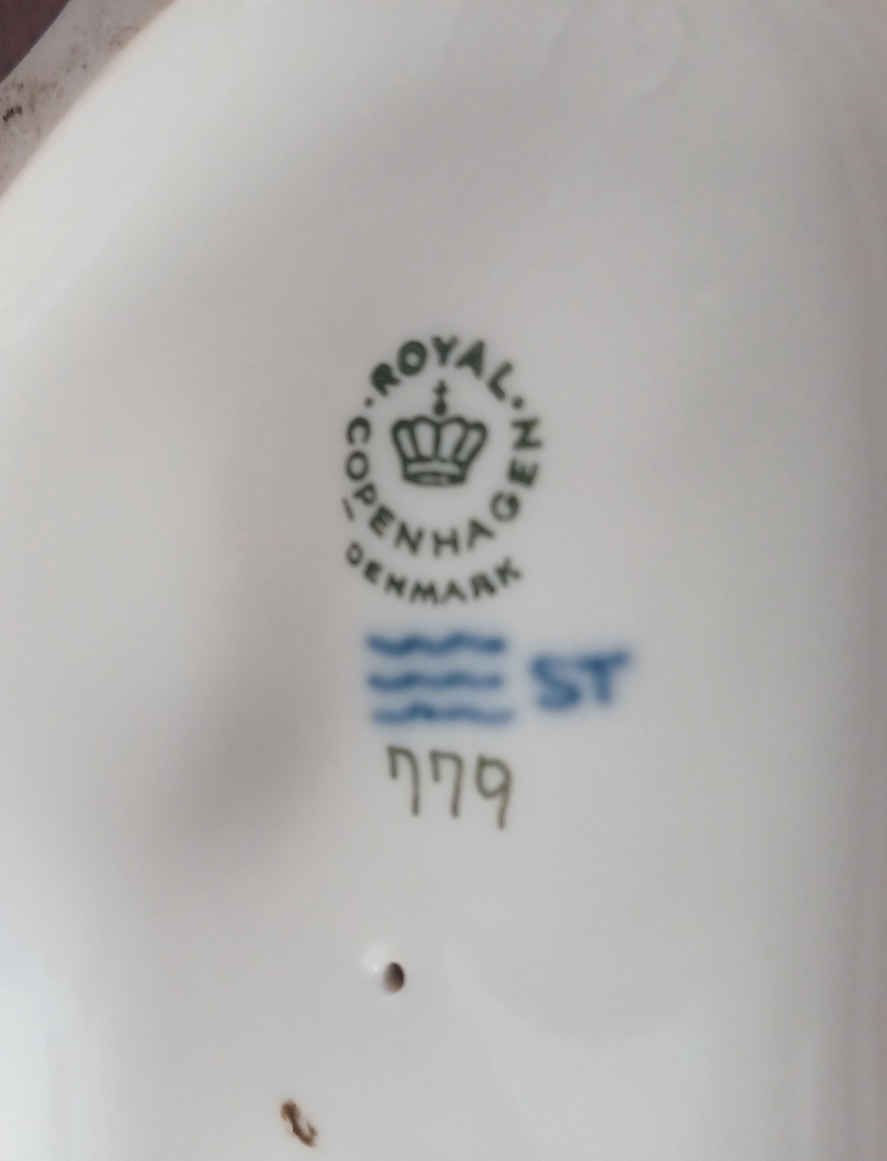 · ROYAL ·
COPENHAGEN
DENMARK
ST
779